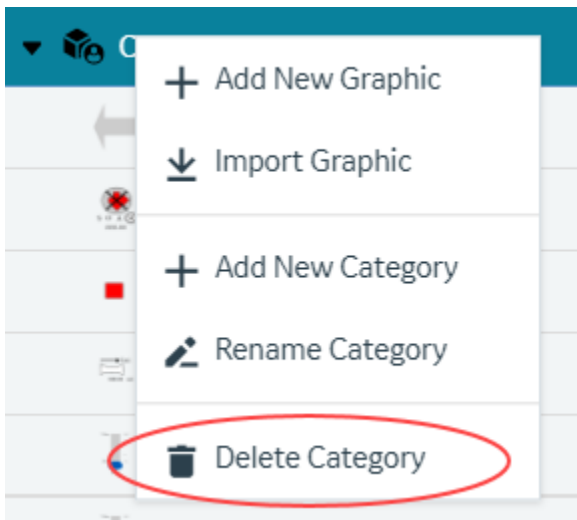 Add New Graphic
Import Graphic
Add New Category
Rename Category
Delete Category